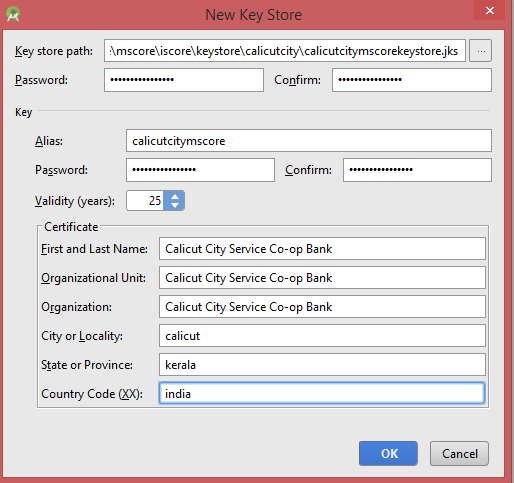 New Key Store
Key store path: :\mscore\iscore\keystore\calicutcity\calicutcitymscorekeystore.jks ...
Password: •••••••••••••••• Confirm: ••••••••••••••••
Key
Alias: calicutcitymscore
Password: •••••••••••••••• Confirm: ••••••••••••••••
Validity (years): 25
Certificate
First and Last Name: Calicut City Service Co-op Bank
Organizational Unit: Calicut City Service Co-op Bank
Organization: Calicut City Service Co-op Bank
City or Locality: calicut
State or Province: kerala
Country Code (XX): india
OK Cancel